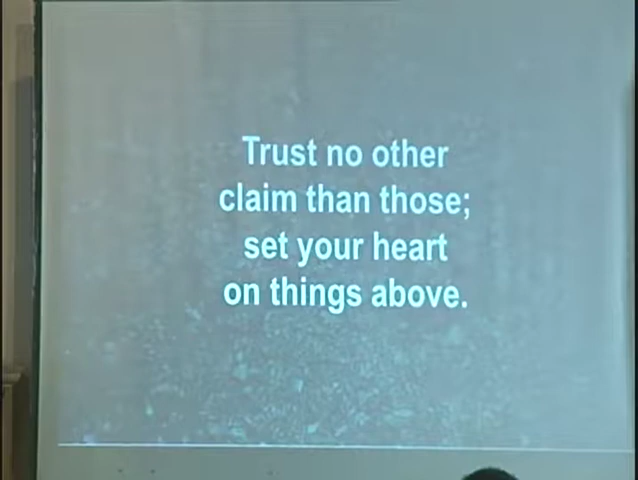 Trust no other
claim than those;
set your heart
on things above.